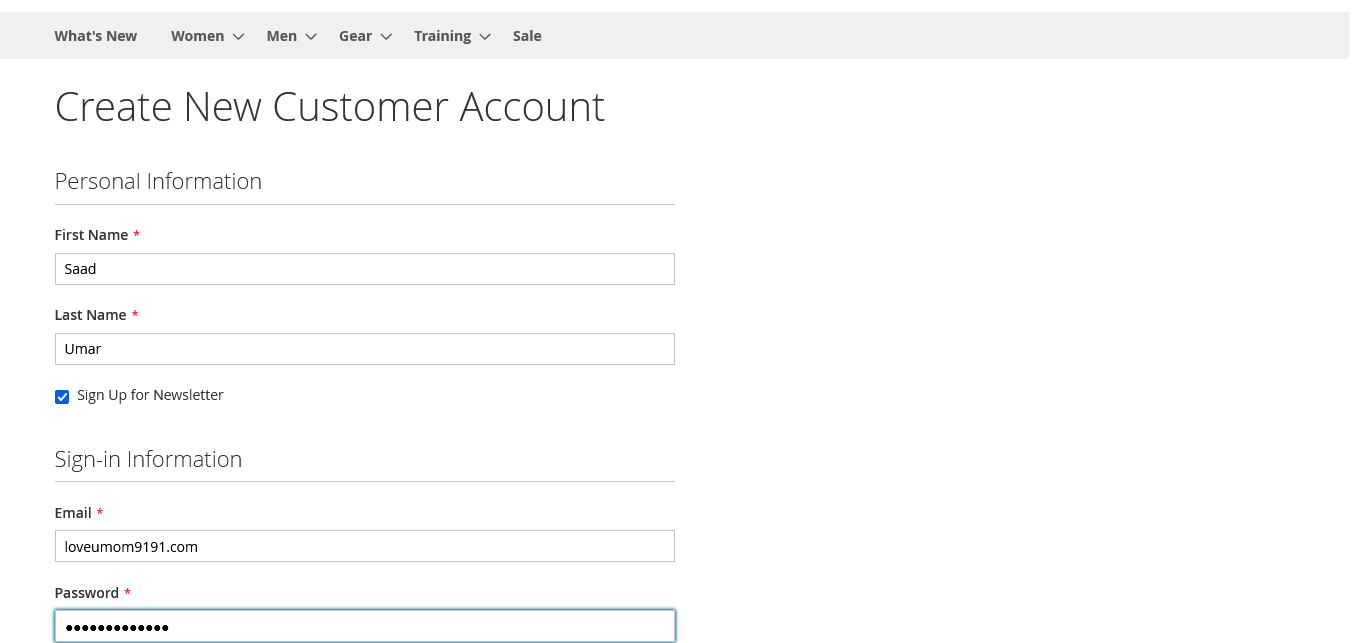 What's New Women Men Gear Training Sale
Create New Customer Account
Personal Information
First Name *
Saad
Last Name *
Umar
Sign Up for Newsletter
Sign-in Information
Email *
loveumom9191.com
Password *
•••••••••••••